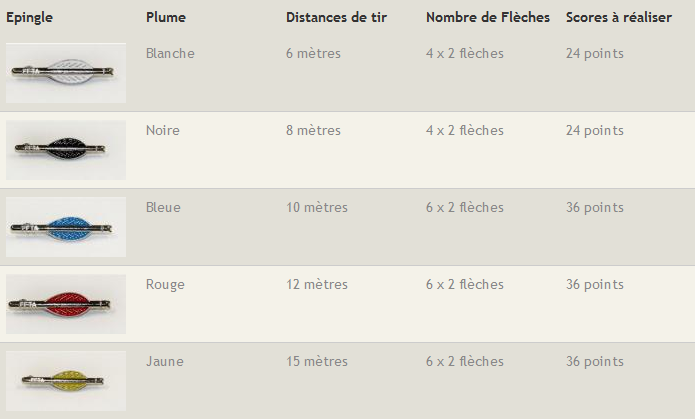 Epingle Plume Distances de tir Nombre de Flèches Scores à réaliser
Blanche 6 mètres 4 x 2 flèches 24 points
Noire 8 mètres 4 x 2 flèches 24 points
Bleue 10 mètres 6 x 2 flèches 36 points
Rouge 12 mètres 6 x 2 flèches 36 points
Jaune 15 mètres 6 x 2 flèches 36 points